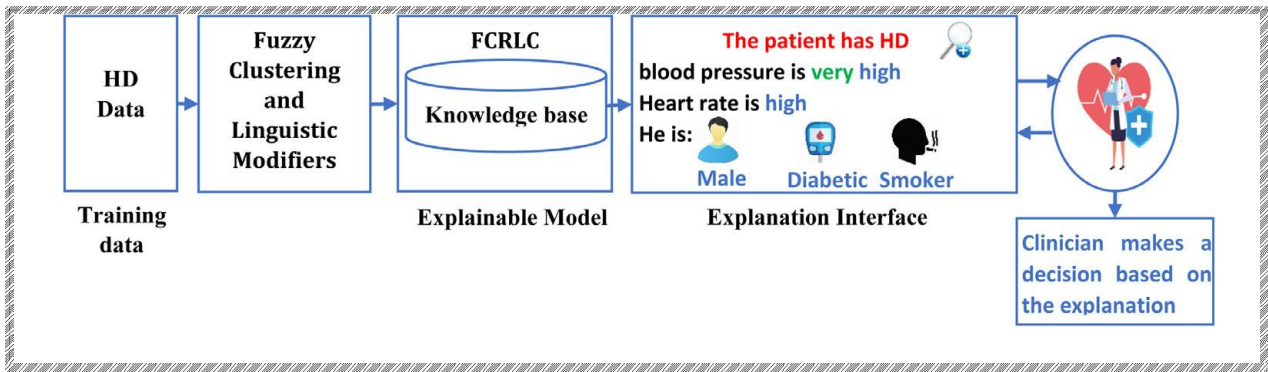 HD
Data
Training
data
Fuzzy
Clustering
and
Linguistic
Modifiers
FCRLC
Knowledge base
Explainable Model
The patient has HD
blood pressure is very high
Heart rate is high
He is:
Male Diabetic Smoker
Explanation Interface
Clinician makes a
decision based on
the explanation